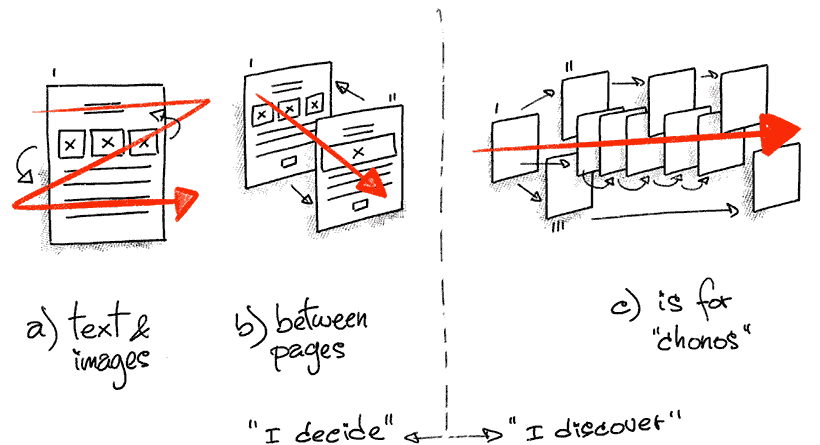 I
I
II
I
II
III
a) text &
images
b) between
pages
c) is for
"chonos"
"I decide" <--> "I discover"